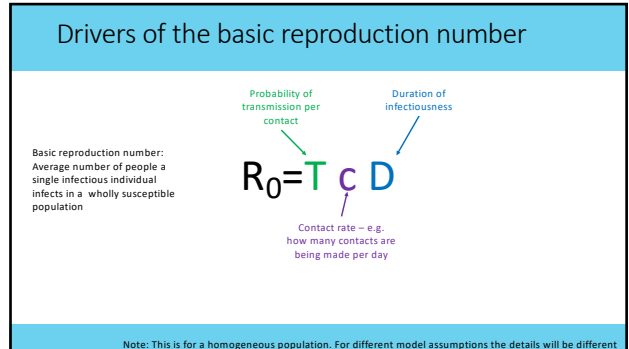 Drivers of the basic reproduction number
Probability of
transmission per
contact
Duration of
infectiousness
Basic reproduction number:
Average number of people a
single infectious individual
infects in a wholly susceptible
population
R₀=T c D
Contact rate – e.g.
how many contacts are
being made per day
Note: This is for a homogeneous population. For different model assumptions the details will be different